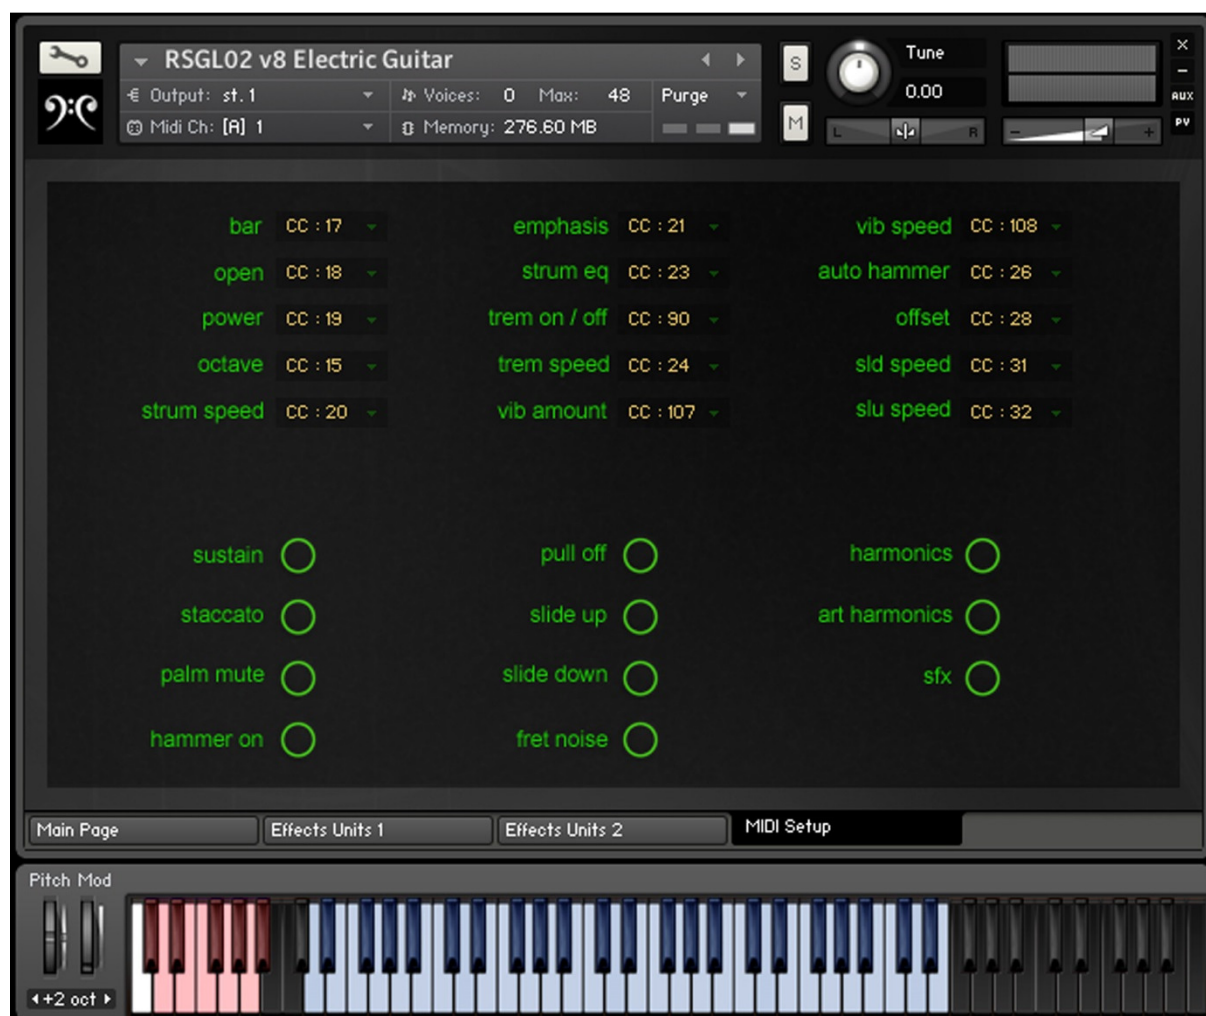 RSGL02 v8 Electric Guitar
S
Tune
×
–
Output: st. 1
Voices: 0 Max: 48
Purge
0.00
AUX
Midi Ch: [A] 1
Memory: 276.60 MB
M
L R
– +
PV
bar CC : 17 emphasis CC : 21 vib speed CC : 108
open CC : 18 strum eq CC : 23 auto hammer CC : 26
power CC : 19 trem on / off CC : 90 offset CC : 28
octave CC : 15 trem speed CC : 24 sld speed CC : 31
strum speed CC : 20 vib amount CC : 107 slu speed CC : 32
sustain pull off harmonics
staccato slide up art harmonics
palm mute slide down sfx
hammer on fret noise
Main Page Effects Units 1 Effects Units 2 MIDI Setup
Pitch Mod
+2 oct